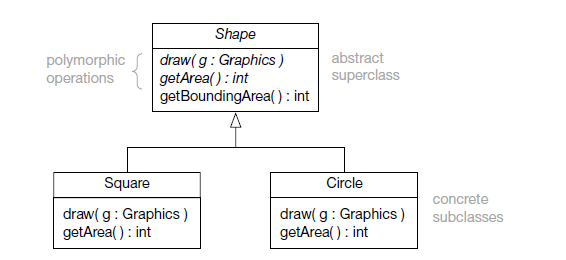 Shape
polymorphic
operations
draw( g : Graphics )
getArea( ) : int
getBoundingArea( ) : int
abstract
superclass
Square
draw( g : Graphics )
getArea( ) : int
Circle
draw( g : Graphics )
getArea( ) : int
concrete
subclasses